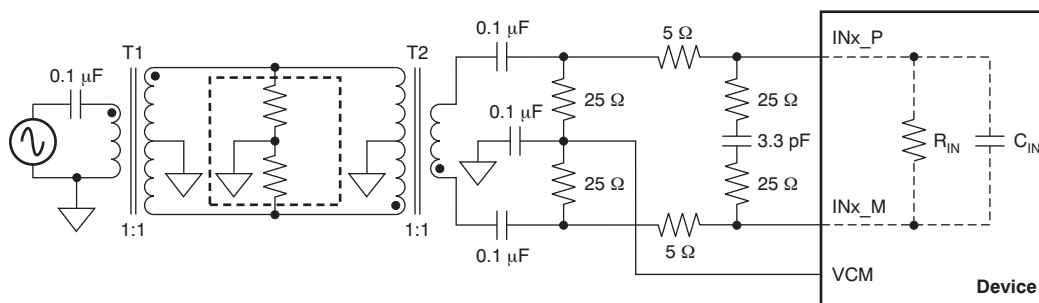 0.1 μF
T1
T2
0.1 μF
5 Ω
INx_P
25 Ω
25 Ω
0.1 μF
3.3 pF
R_IN
C_IN
25 Ω
25 Ω
INx_M
1:1
1:1
0.1 μF
5 Ω
VCM
Device